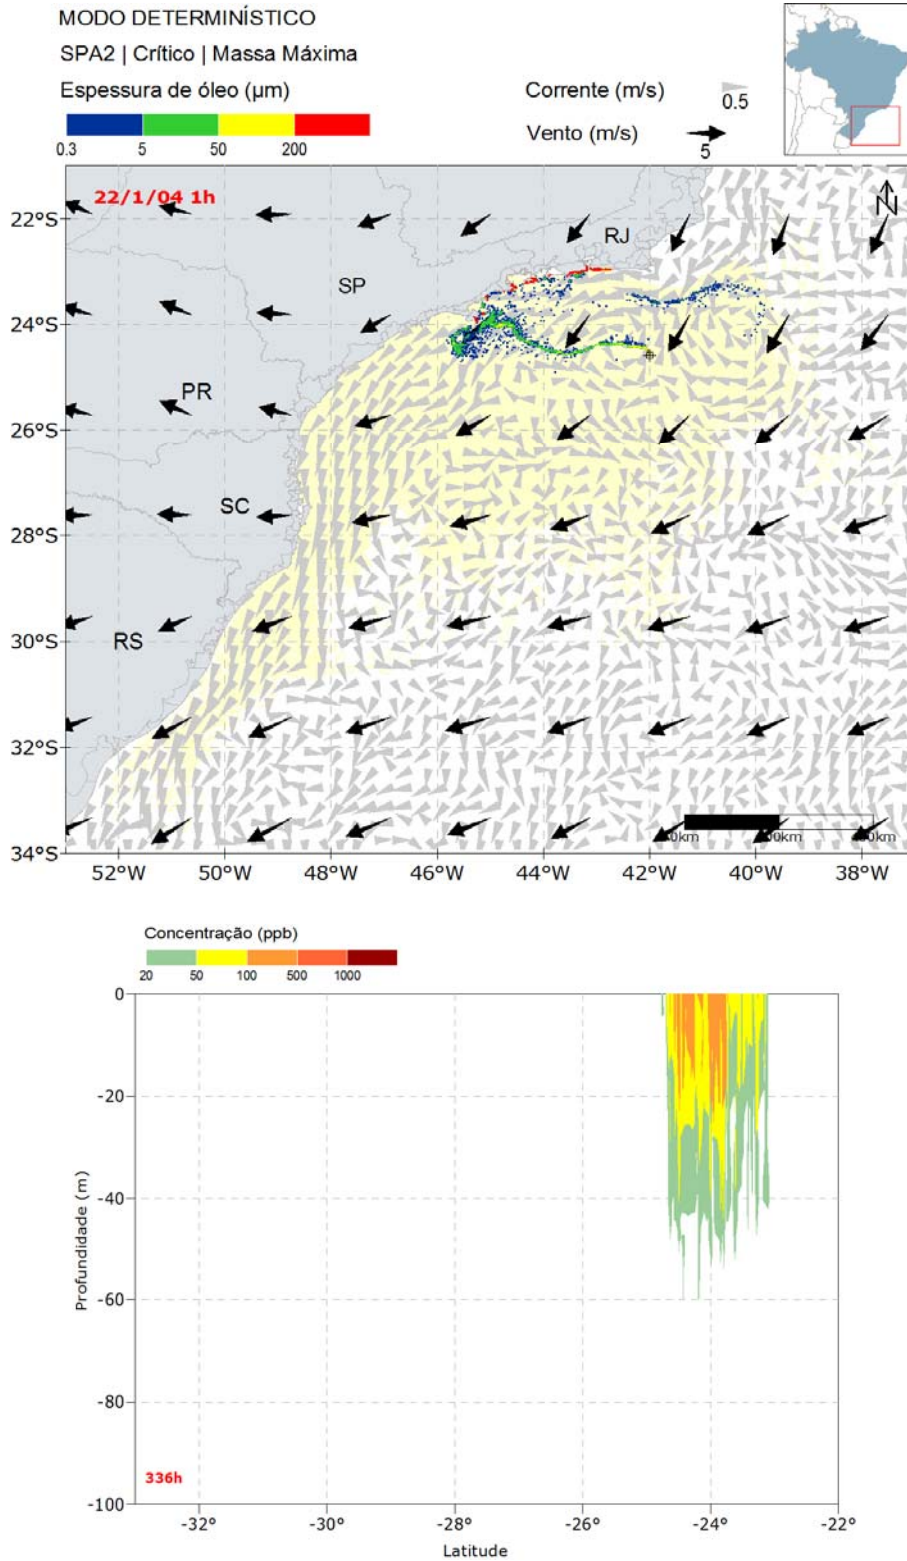 MODO DETERMINÍSTICO
SPA2 | Crítico | Massa Máxima
Espessura de óleo (µm)
0.3 5 50 200
Corrente (m/s) 0.5
Vento (m/s) 5
22/1/04 1h
N
22°S
24°S
26°S
28°S
30°S
32°S
34°S
RJ
SP
PR
SC
RS
52°W 50°W 48°W 46°W 44°W 42°W 40°W 38°W
Concentração (ppb)
20 50 100 500 1000
0
-20
-40
-60
-80
-100
Profundidade (m)
336h
-32° -30° -28° -26° -24° -22°
Latitude